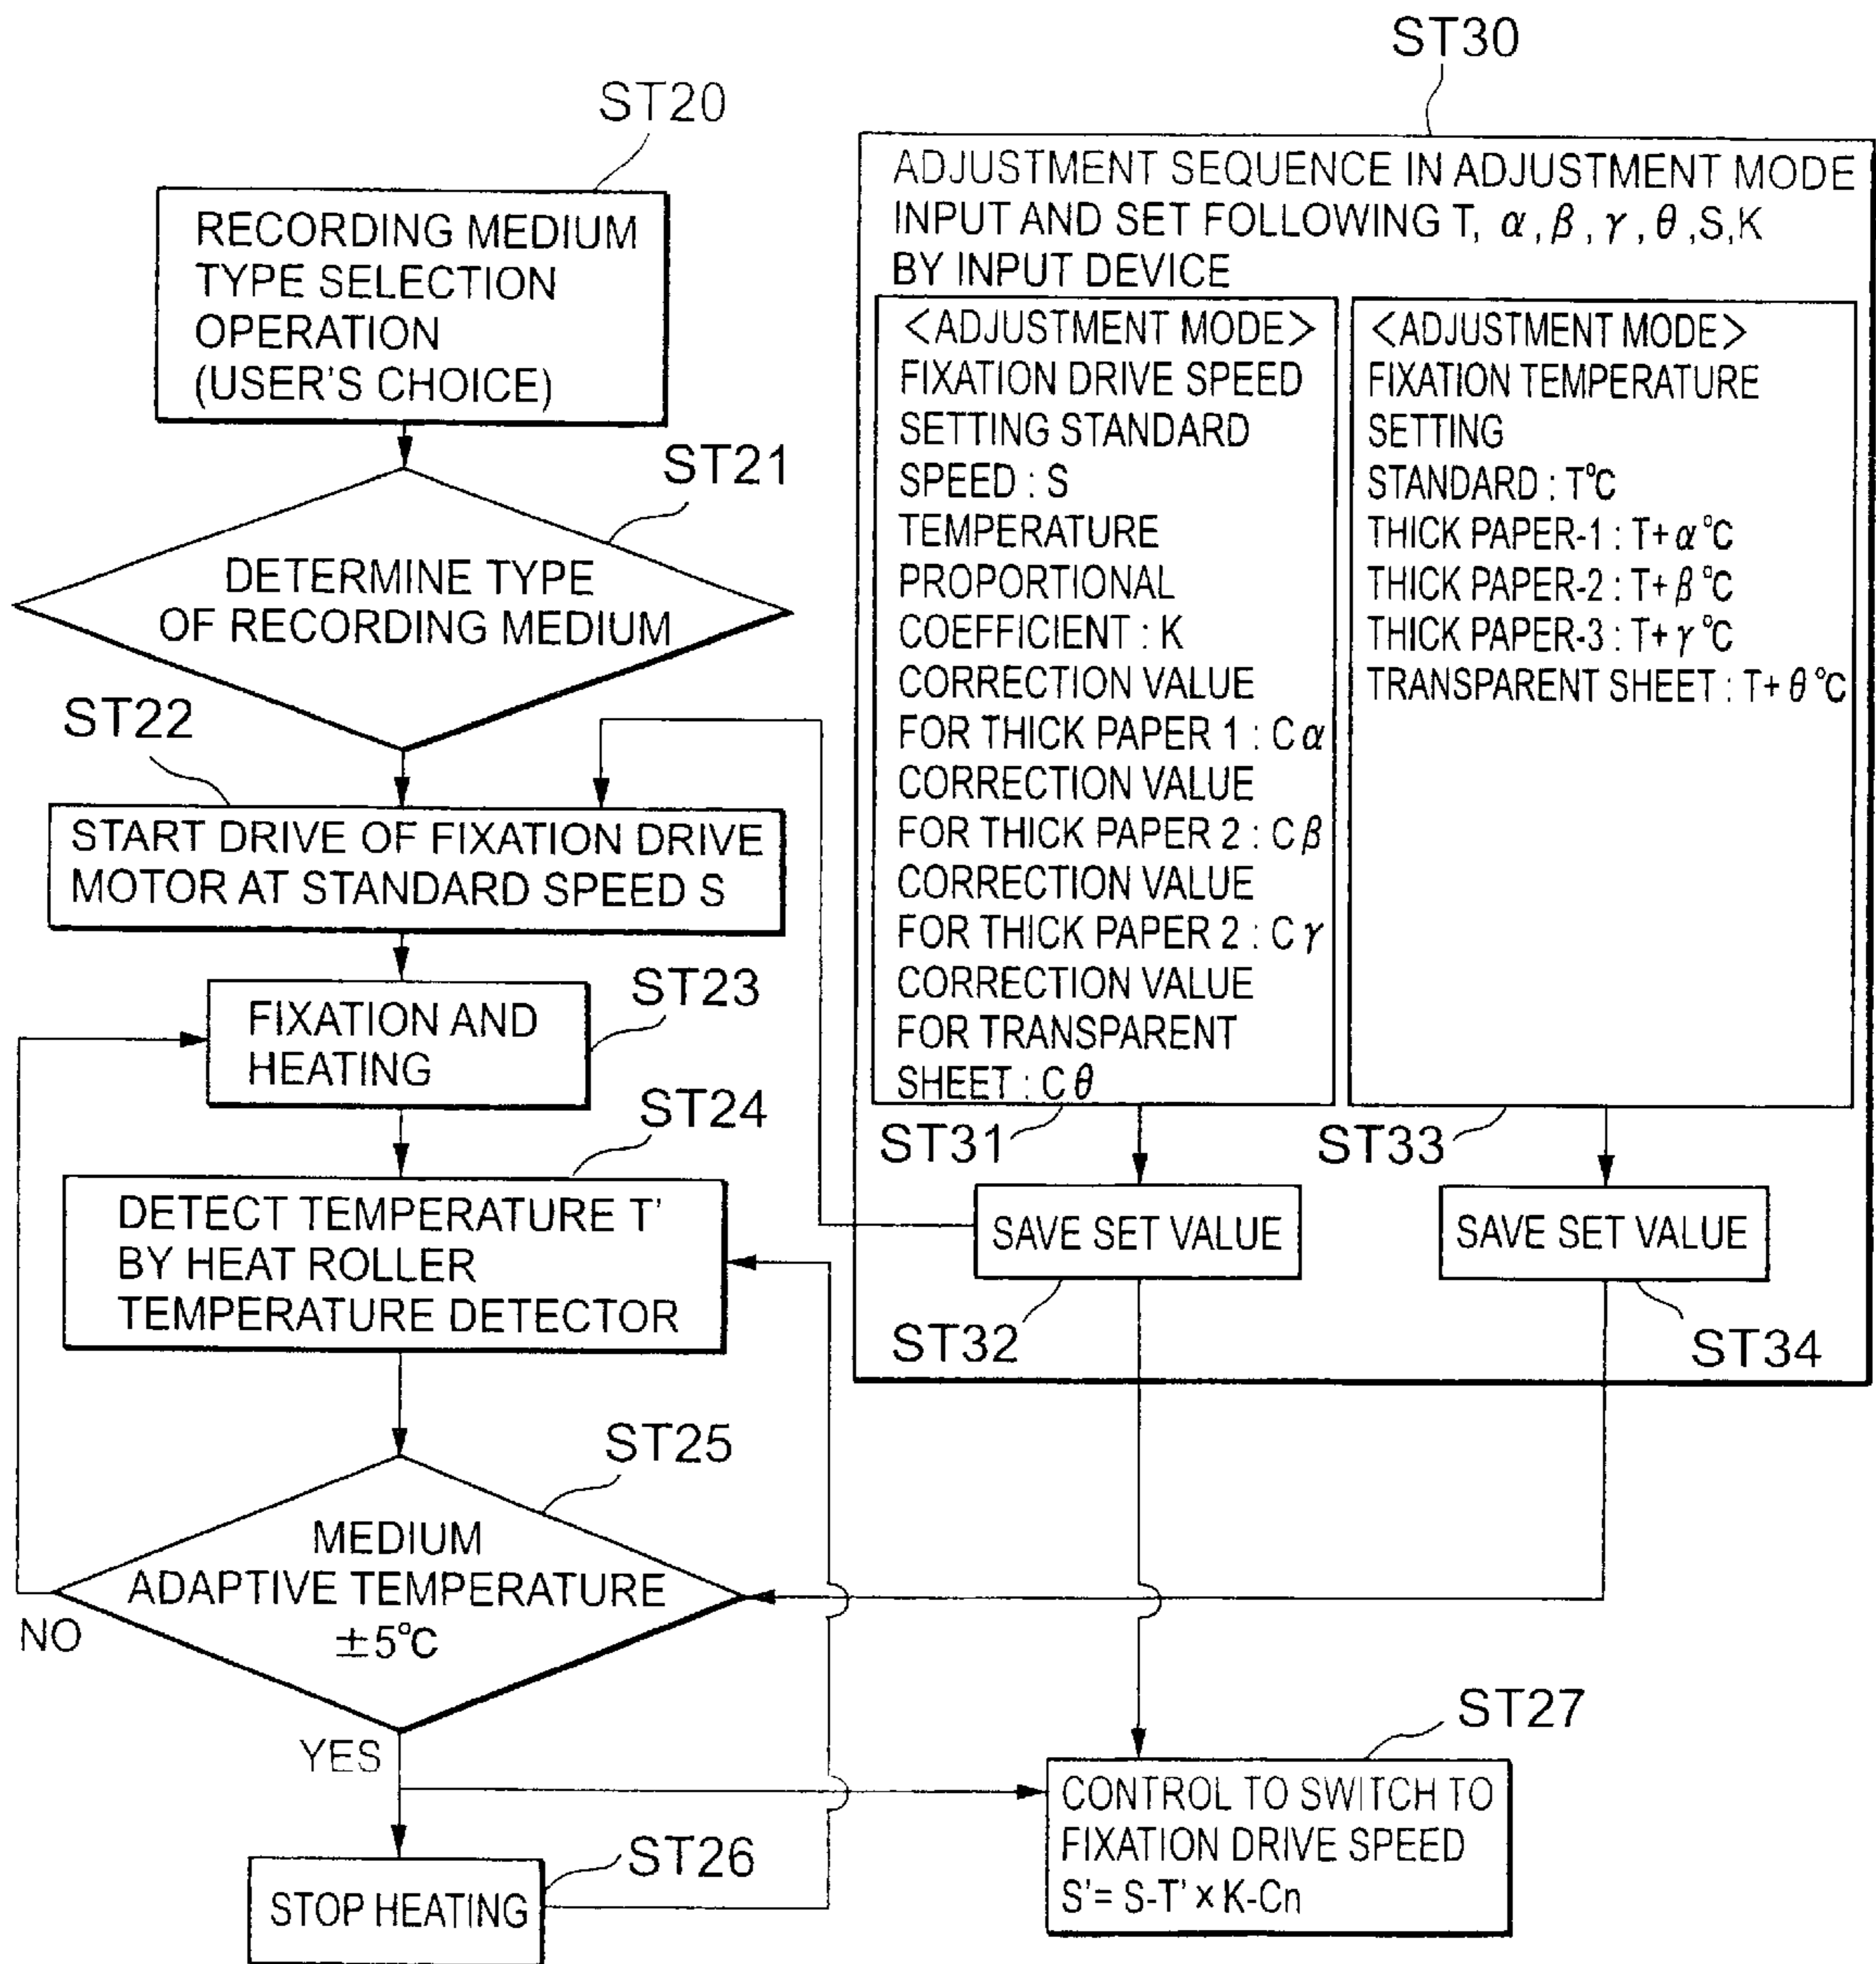 ST20
RECORDING MEDIUM
TYPE SELECTION
OPERATION
(USER'S CHOICE)
ST21
DETERMINE TYPE
OF RECORDING MEDIUM
ST22
START DRIVE OF FIXATION DRIVE
MOTOR AT STANDARD SPEED S
ST23
FIXATION AND
HEATING
ST24
DETECT TEMPERATURE T'
BY HEAT ROLLER
TEMPERATURE DETECTOR
ST25
MEDIUM
ADAPTIVE TEMPERATURE
±5°C
NO
YES
ST26
STOP HEATING
ST30
ADJUSTMENT SEQUENCE IN ADJUSTMENT MODE
INPUT AND SET FOLLOWING T, α, β, γ, θ, S, K
BY INPUT DEVICE
<ADJUSTMENT MODE>
FIXATION DRIVE SPEED
SETTING STANDARD
SPEED : S
TEMPERATURE
PROPORTIONAL
COEFFICIENT : K
CORRECTION VALUE
FOR THICK PAPER 1 : Cα
CORRECTION VALUE
FOR THICK PAPER 2 : Cβ
CORRECTION VALUE
FOR THICK PAPER 2 : Cγ
CORRECTION VALUE
FOR TRANSPARENT
SHEET : Cθ
ST31
SAVE SET VALUE
ST32
<ADJUSTMENT MODE>
FIXATION TEMPERATURE
SETTING
STANDARD : T°C
THICK PAPER-1 : T+α°C
THICK PAPER-2 : T+β°C
THICK PAPER-3 : T+γ°C
TRANSPARENT SHEET : T+θ°C
ST33
SAVE SET VALUE
ST34
ST27
CONTROL TO SWITCH TO
FIXATION DRIVE SPEED
S'= S-T' × K-Cn